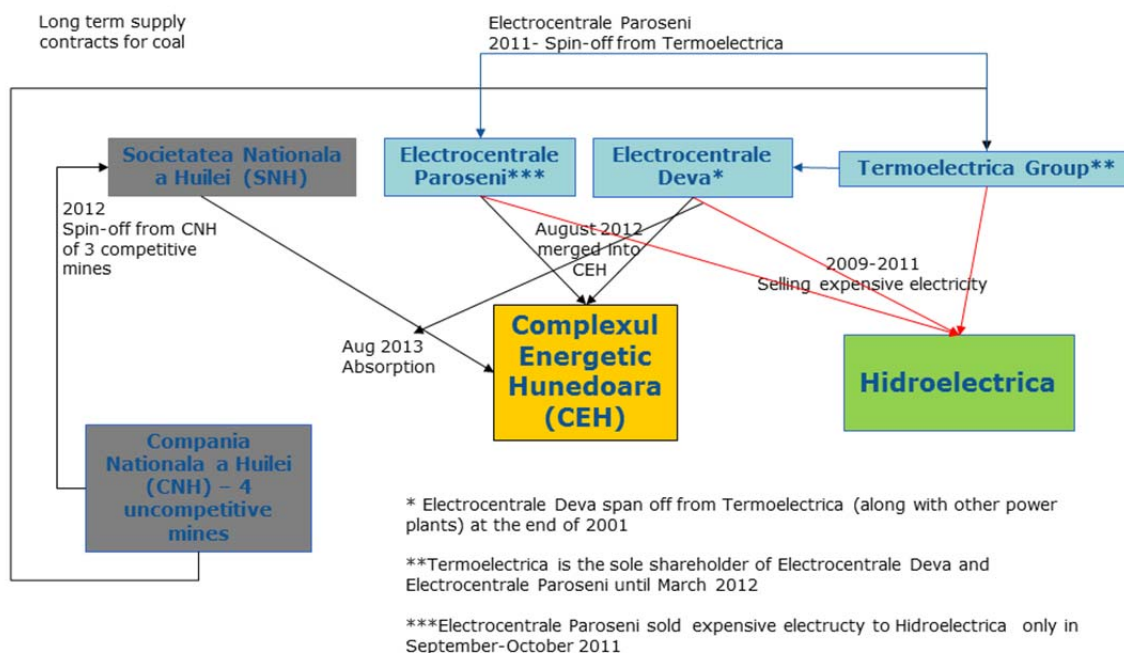 Long term supply
contracts for coal
Electrocentrale Paroseni
2011- Spin-off from Termoelectrica
Societatea Nationala
a Huilei (SNH)
Electrocentrale
Paroseni***
Electrocentrale
Deva*
Termoelectrica Group**
2012
Spin-off from CNH
of 3 competitive
mines
August 2012
merged into
CEH
2009-2011
Selling expensive electricity
Aug 2013
Absorption
Complexul
Energetic
Hunedoara
(CEH)
Hidroelectrica
Compania
Nationala a Huilei
(CNH) – 4
uncompetitive
mines
* Electrocentrale Deva span off from Termoelectrica (along with other power
plants) at the end of 2001
**Termoelectrica is the sole shareholder of Electrocentrale Deva and
Electrocentrale Paroseni until March 2012
***Electrocentrale Paroseni sold expensive electructy to Hidroelectrica only in
September-October 2011